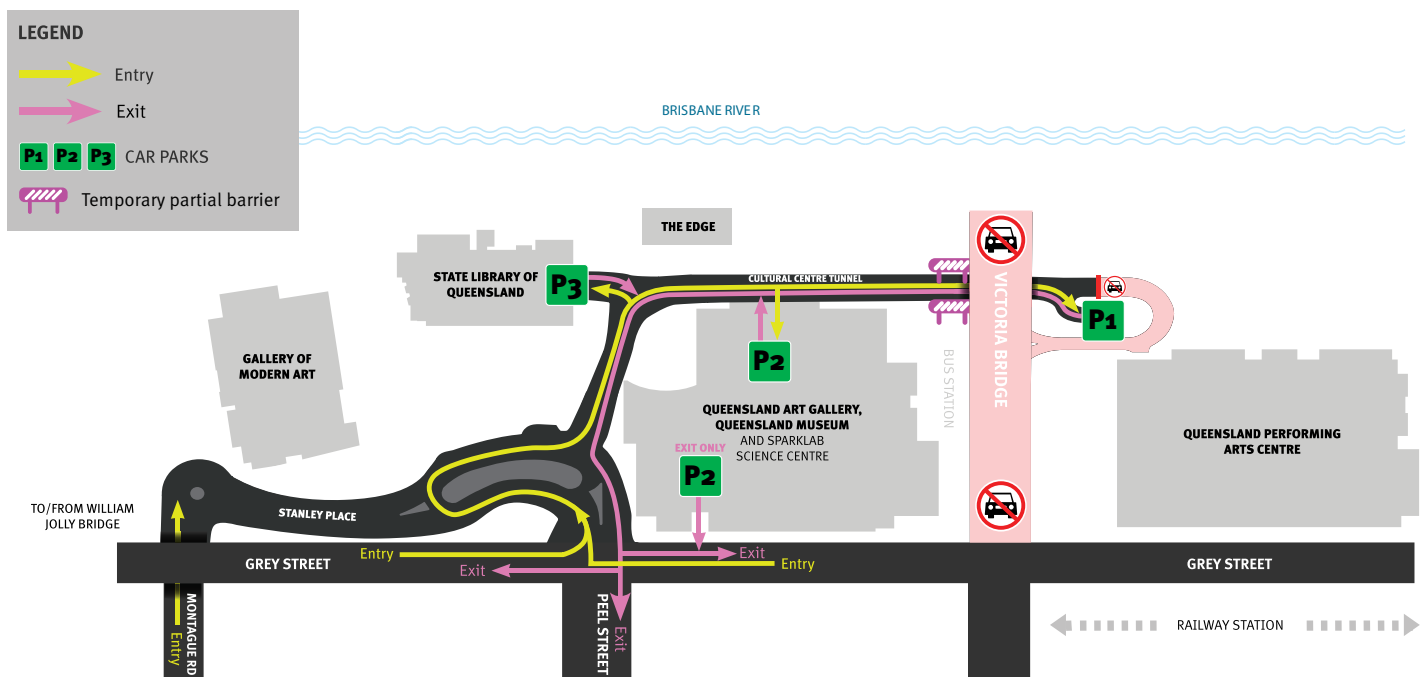 LEGEND
Entry
Exit
P1 P2 P3 CAR PARKS
Temporary partial barrier
BRISBANE RIVER
THE EDGE
STATE LIBRARY OF
QUEENSLAND
P3
CULTURAL CENTRE TUNNEL
VICTORIA BRIDGE
P1
GALLERY OF
MODERN ART
P2
BUS STATION
QUEENSLAND ART GALLERY,
QUEENSLAND MUSEUM
AND SPARKLAB
SCIENCE CENTRE
EXIT ONLY
P2
QUEENSLAND PERFORMING
ARTS CENTRE
TO/FROM WILLIAM
JOLLY BRIDGE
STANLEY PLACE
GREY STREET
Entry
Exit
Exit
Entry
GREY STREET
MONTAGUE RD
Entry
PEEL STREET
Exit
RAILWAY STATION